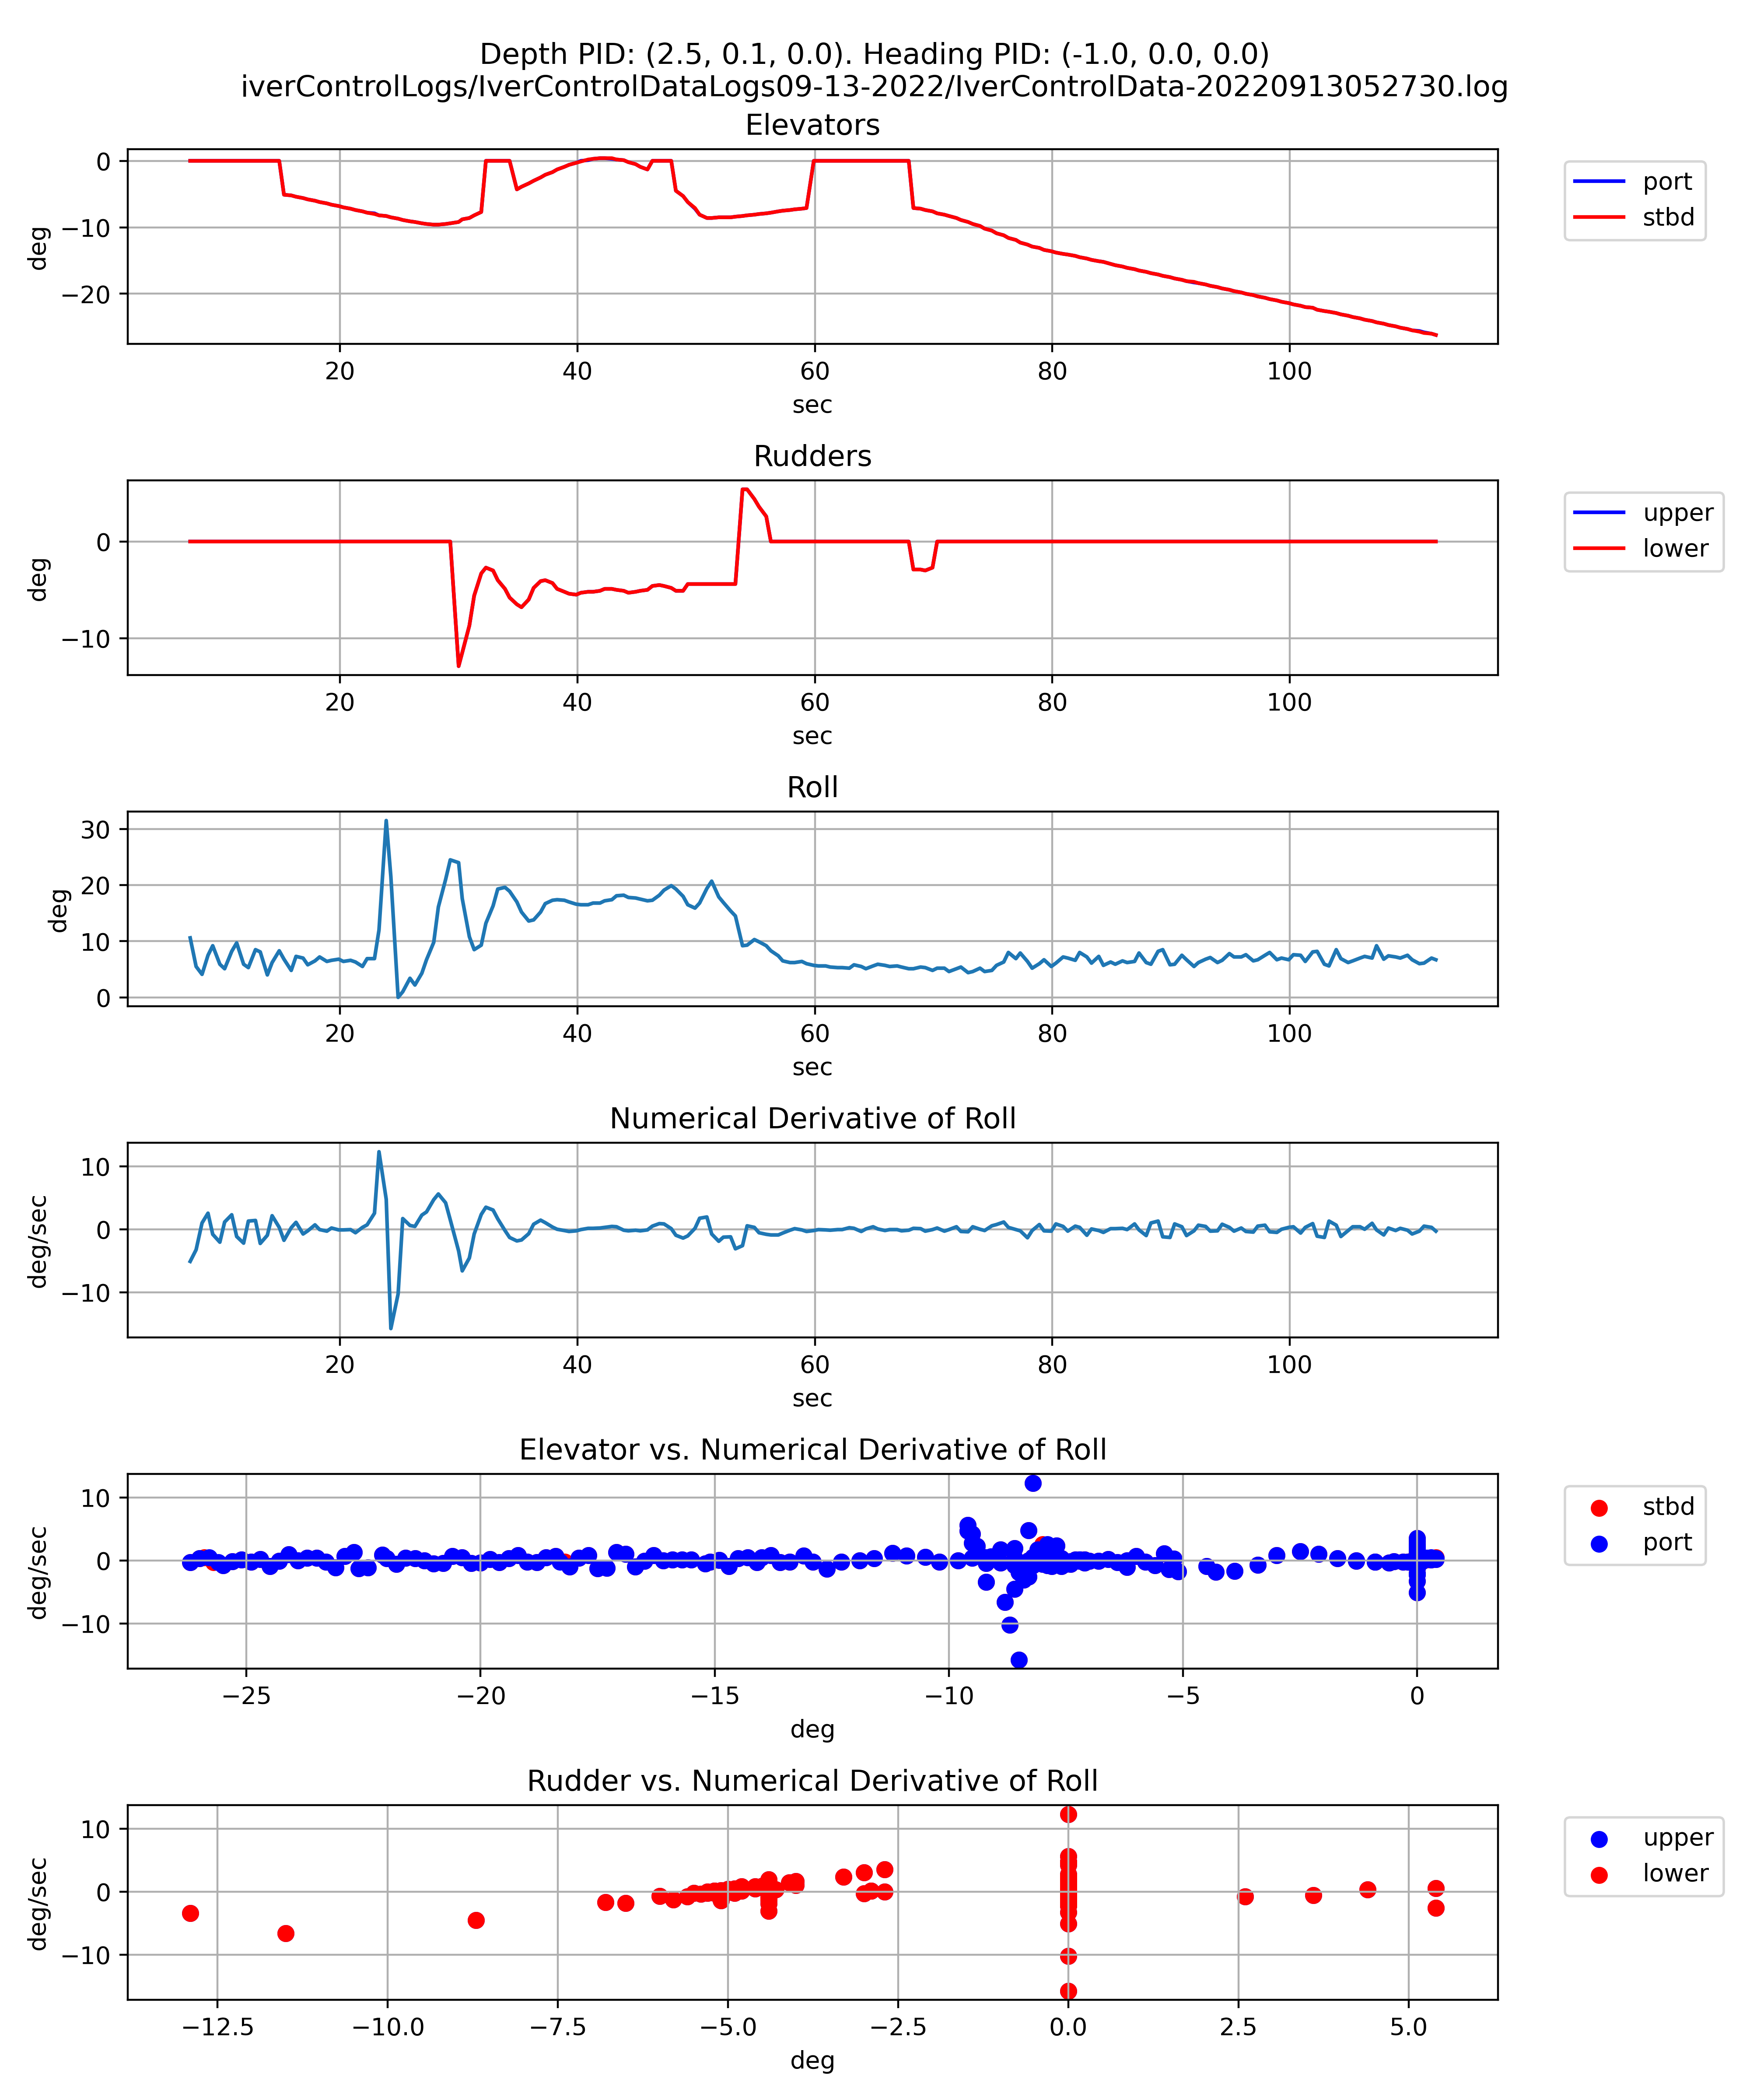 Depth PID: (2.5, 0.1, 0.0). Heading PID: (-1.0, 0.0, 0.0)
iverControlLogs/IverControlDataLogs09-13-2022/IverControlData-20220913052730.log
Elevators
0
−10
−20
deg
20 40 60 80 100
sec
port
stbd
Rudders
0
−10
deg
20 40 60 80 100
sec
upper
lower
Roll
30
20
10
0
deg
20 40 60 80 100
sec
Numerical Derivative of Roll
10
0
−10
deg/sec
20 40 60 80 100
sec
Elevator vs. Numerical Derivative of Roll
10
0
−10
deg/sec
−25 −20 −15 −10 −5 0
deg
stbd
port
Rudder vs. Numerical Derivative of Roll
10
0
−10
deg/sec
−12.5 −10.0 −7.5 −5.0 −2.5 0.0 2.5 5.0
deg
upper
lower